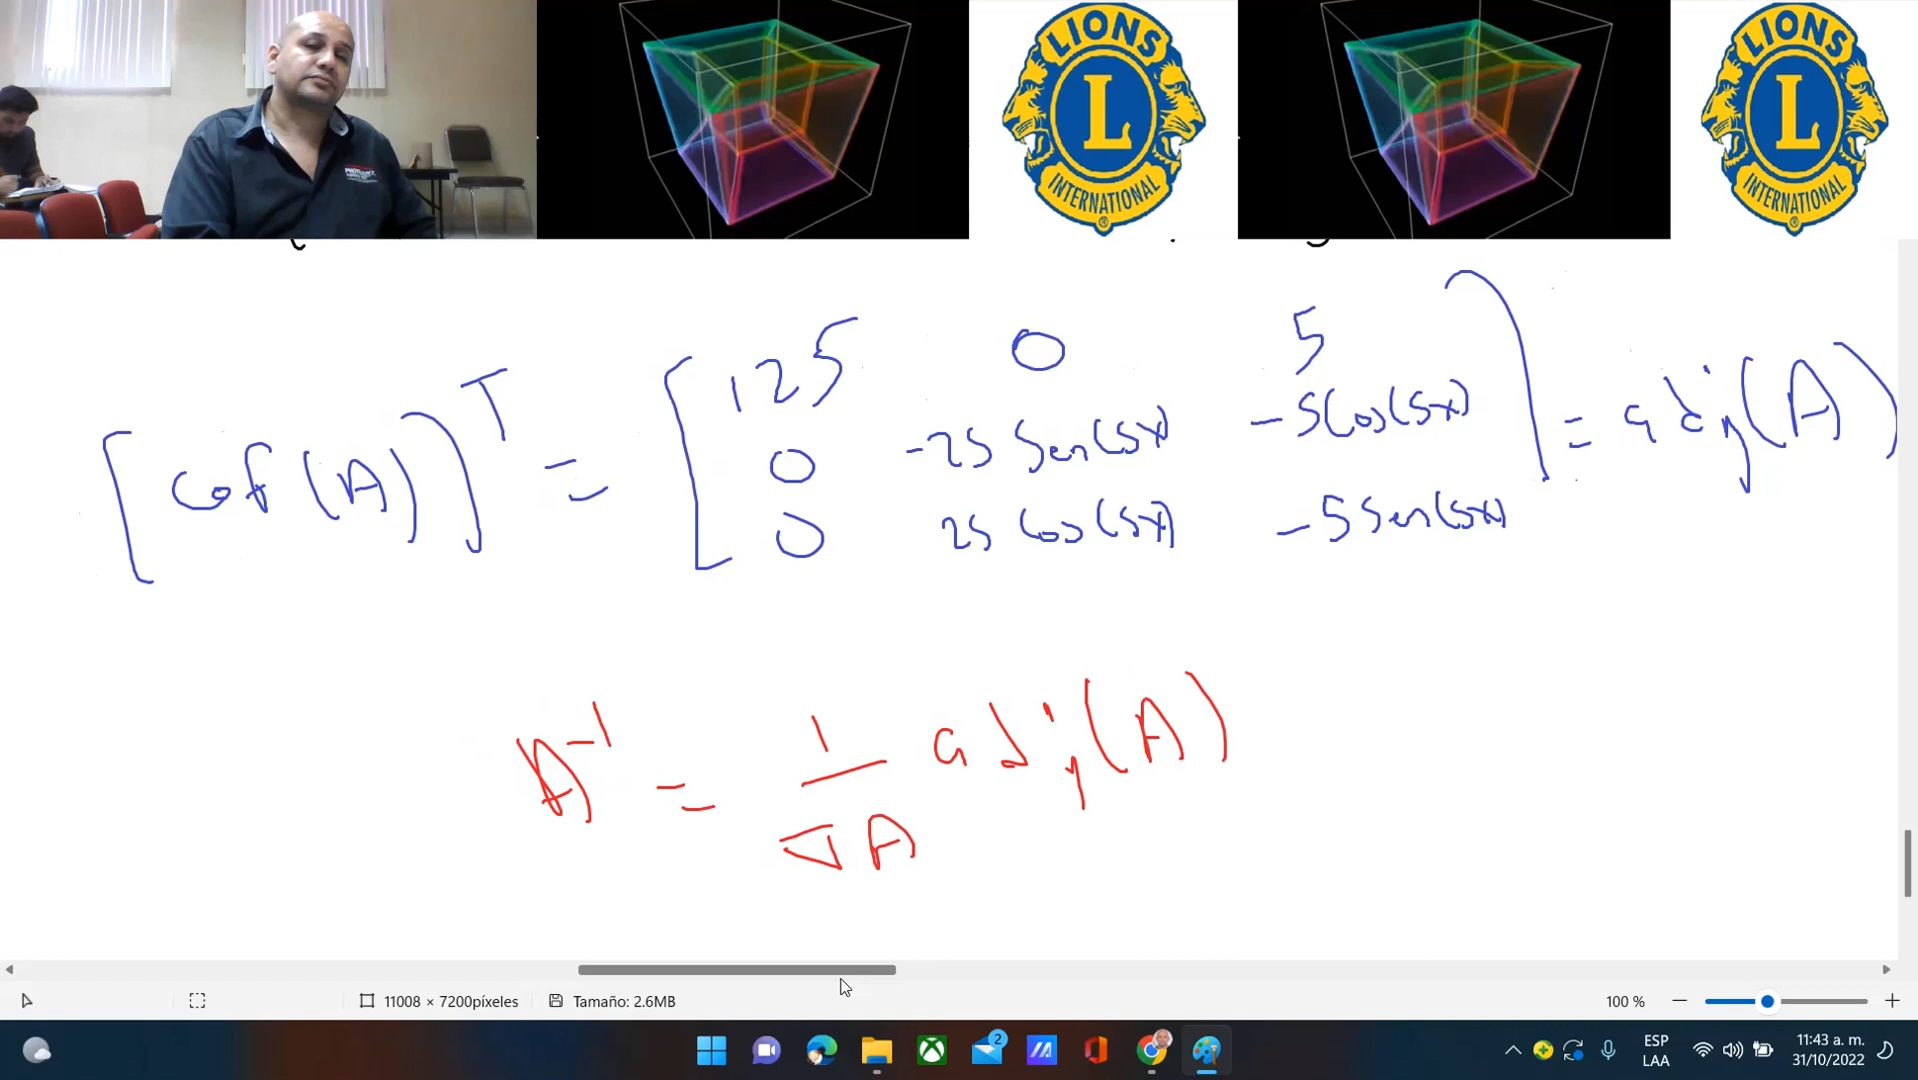 LIONS
L
INTERNATIONAL
®
LIONS
L
INTERNATIONAL
®
[cof(A)]^T = [125 0 5
0 -25 Sen(5x) -5Cos(5x)
0 25 Cos(5x) -5Sen(5x)] = adj(A)
A^-1 = 1/∇A adj(A)
11008 × 7200píxeles
Tamaño: 2.6MB
100 %
2
ESP
LAA
11:43 a. m.
31/10/2022